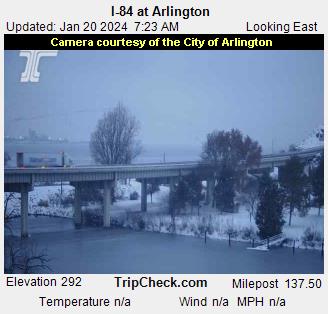 I-84 at Arlington
Updated: Jan 20 2024 7:23 AM Looking East
Camera courtesy of the City of Arlington
Elevation 292 TripCheck.com Milepost 137.50
Temperature n/a Wind n/a MPH n/a